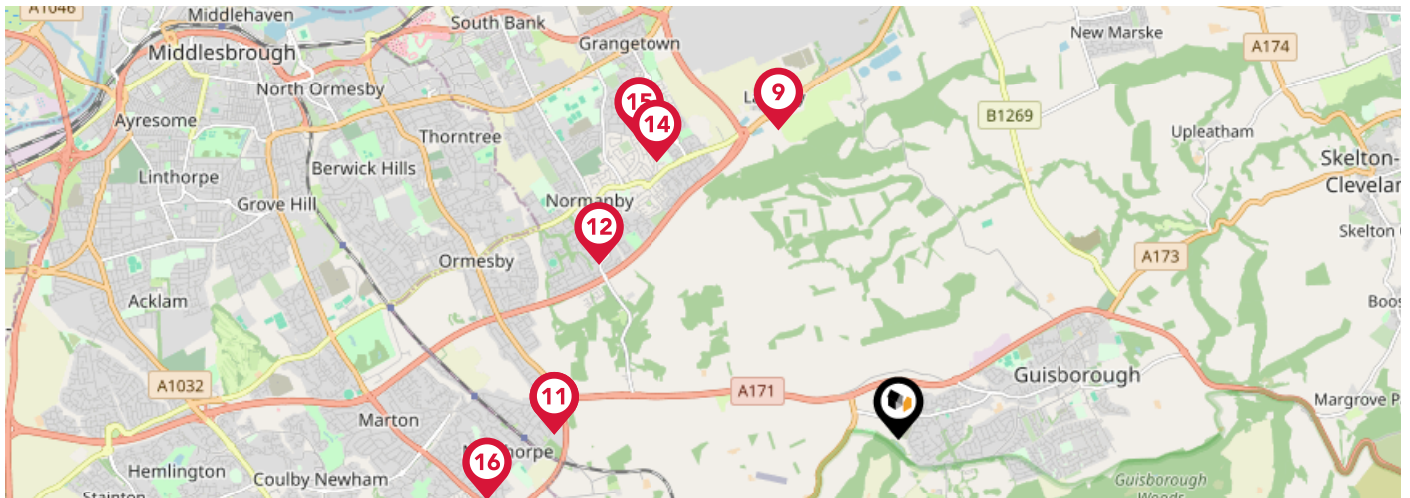 A1046
Middlehaven
South Bank
Middlesbrough
Grangetown
New Marske
A174
North Ormesby
15
9
B1269
Ayresome
14
Thorntree
Upleatham
Berwick Hills
Skelton-
Linthorpe
Grove Hill
Normanby
12
Skelton
Ormesby
A173
Acklam
A1032
A171
Guisborough
11
Margrove
Marton
16
Hemlington
Coulby Newham
Stainton
Guisborough
Woods